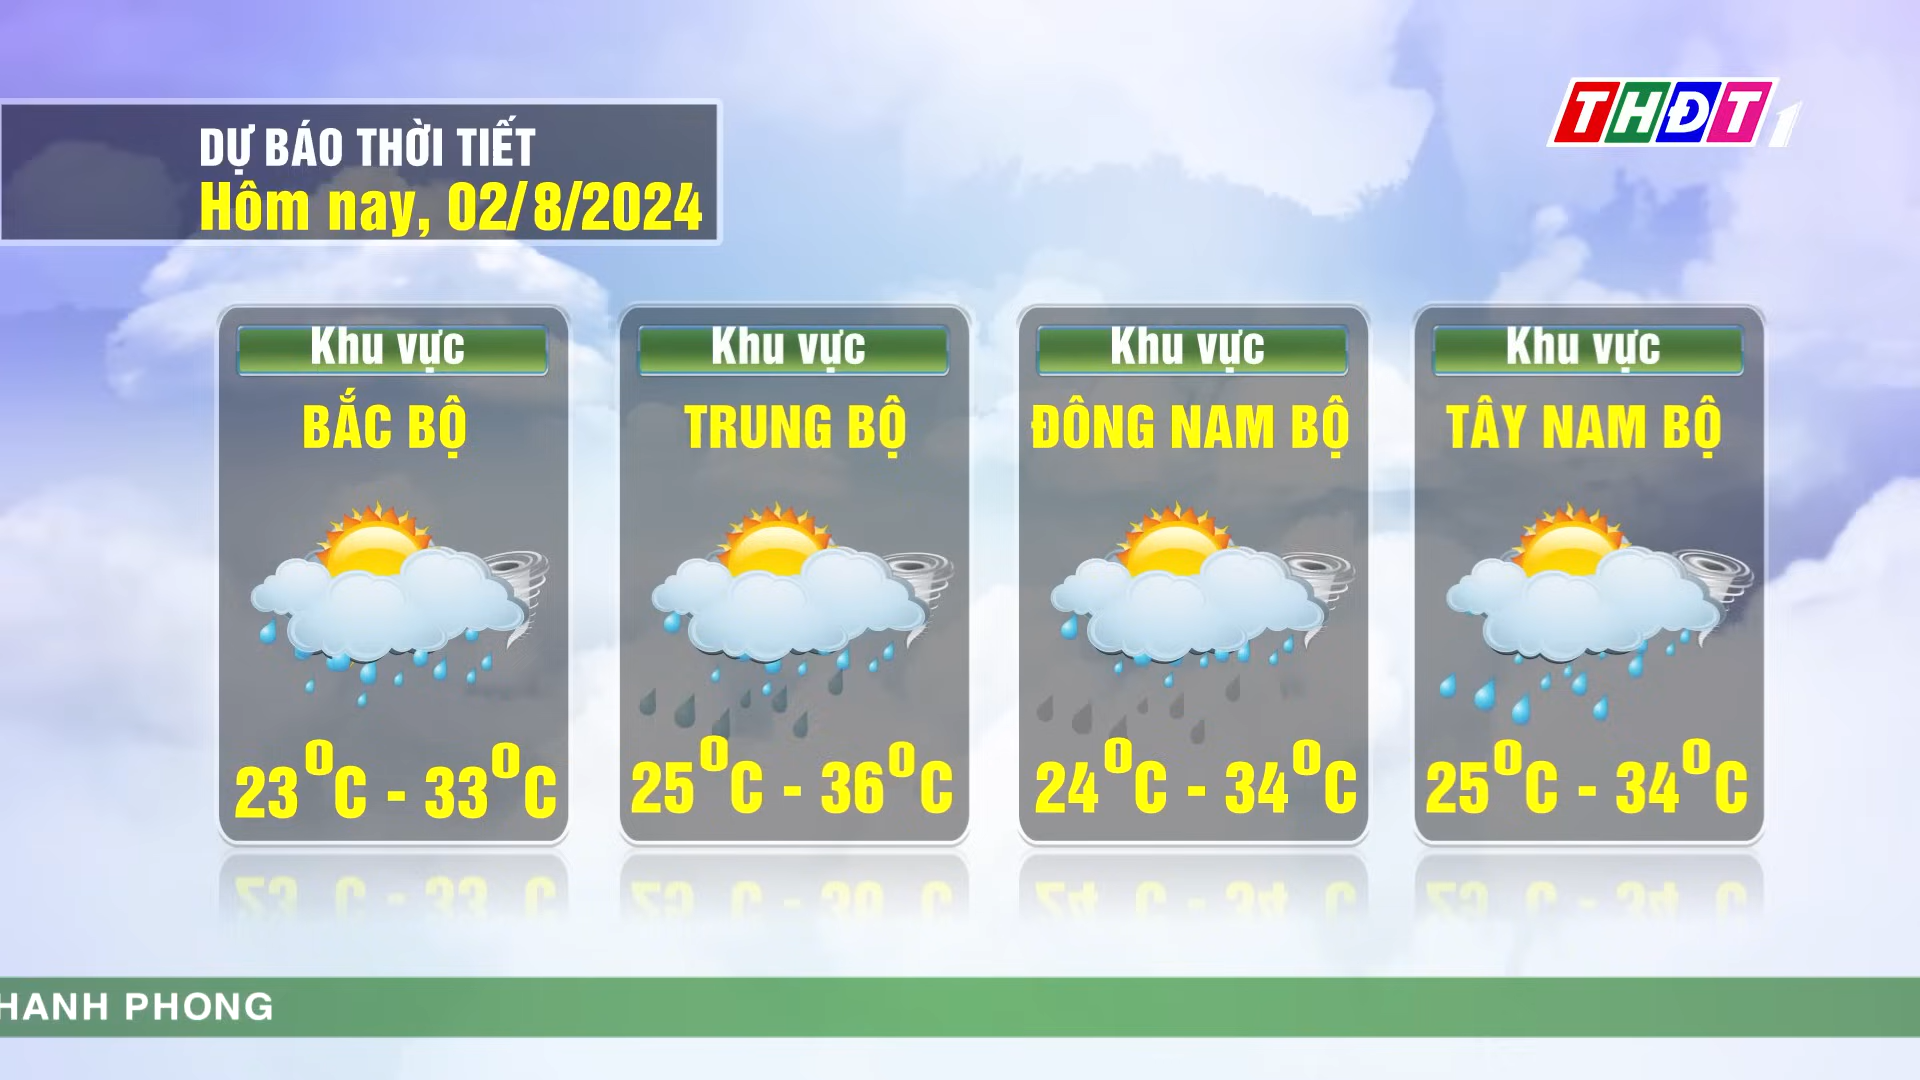 THĐT1
DỰ BÁO THỜI TIẾT
Hôm nay, 02/8/2024
Khu vực
BẮC BỘ
23°C - 33°C
Khu vực
TRUNG BỘ
25°C - 36°C
Khu vực
ĐÔNG NAM BỘ
24°C - 34°C
Khu vực
TÂY NAM BỘ
25°C - 34°C
HANH PHONG